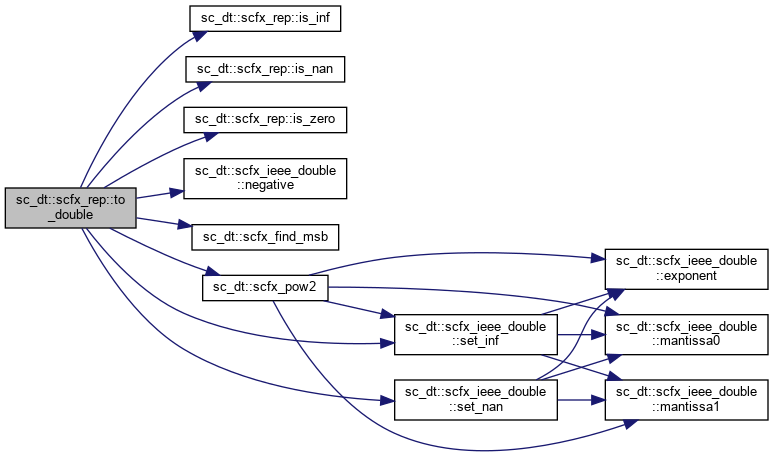 sc_dt::scfx_rep::is_inf
sc_dt::scfx_rep::is_nan
sc_dt::scfx_rep::is_zero
sc_dt::scfx_ieee_double
::negative
sc_dt::scfx_rep::to
_double
sc_dt::scfx_find_msb
sc_dt::scfx_pow2
sc_dt::scfx_ieee_double
::exponent
sc_dt::scfx_ieee_double
::set_inf
sc_dt::scfx_ieee_double
::mantissa0
sc_dt::scfx_ieee_double
::set_nan
sc_dt::scfx_ieee_double
::mantissa1